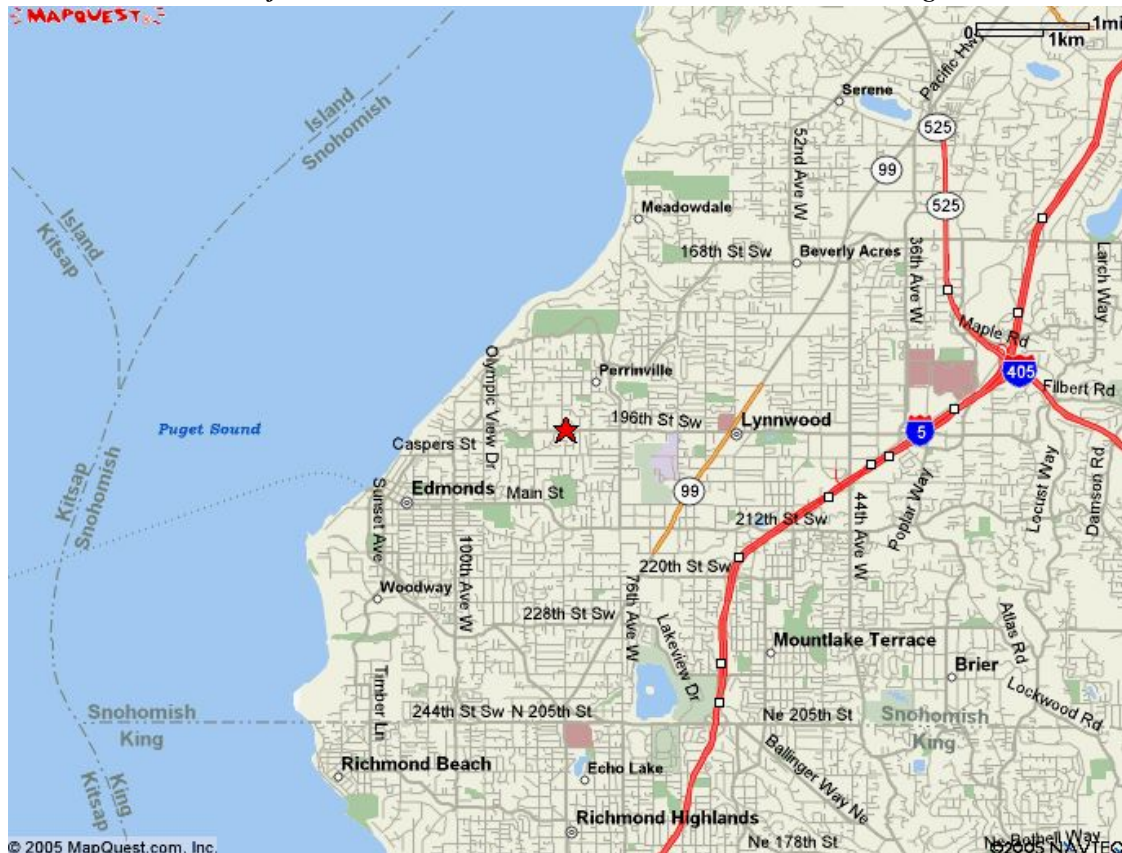 MAPQUEST
0 1mi
1km
Pacific Hwy
Serene
525
Island
Snohomish
52nd Ave W
99
525
Island
Kitsap
Meadowdale
36th Ave W
168th St Sw
Beverly Acres
Larch Way
Maple Rd
Olympic View Dr
Perrinville
405
Filbert Rd
196th St Sw
Lynnwood
5
Puget Sound
Caspers St
Locust Way
Damson Rd
Kitsap
Snohomish
Sunset Ave
Edmonds
Main St
99
44th Ave W
Poplar Way
212th St Sw
100th Ave W
220th St Sw
76th Ave W
Woodway
228th St Sw
Lakeview Dr
Atlas Rd
Mountlake Terrace
Brier
Timber Ln
Lockwood Rd
Snohomish
King
244th St Sw N 205th St
Ne 205th St
Snohomish
King
Ballinger Way Ne
Richmond Beach
Echo Lake
King
Kitsap
Richmond Highlands
Ne 178th St
Ne Bothell Way
© 2005 MapQuest.com, Inc.
©2005 NAVTEQ